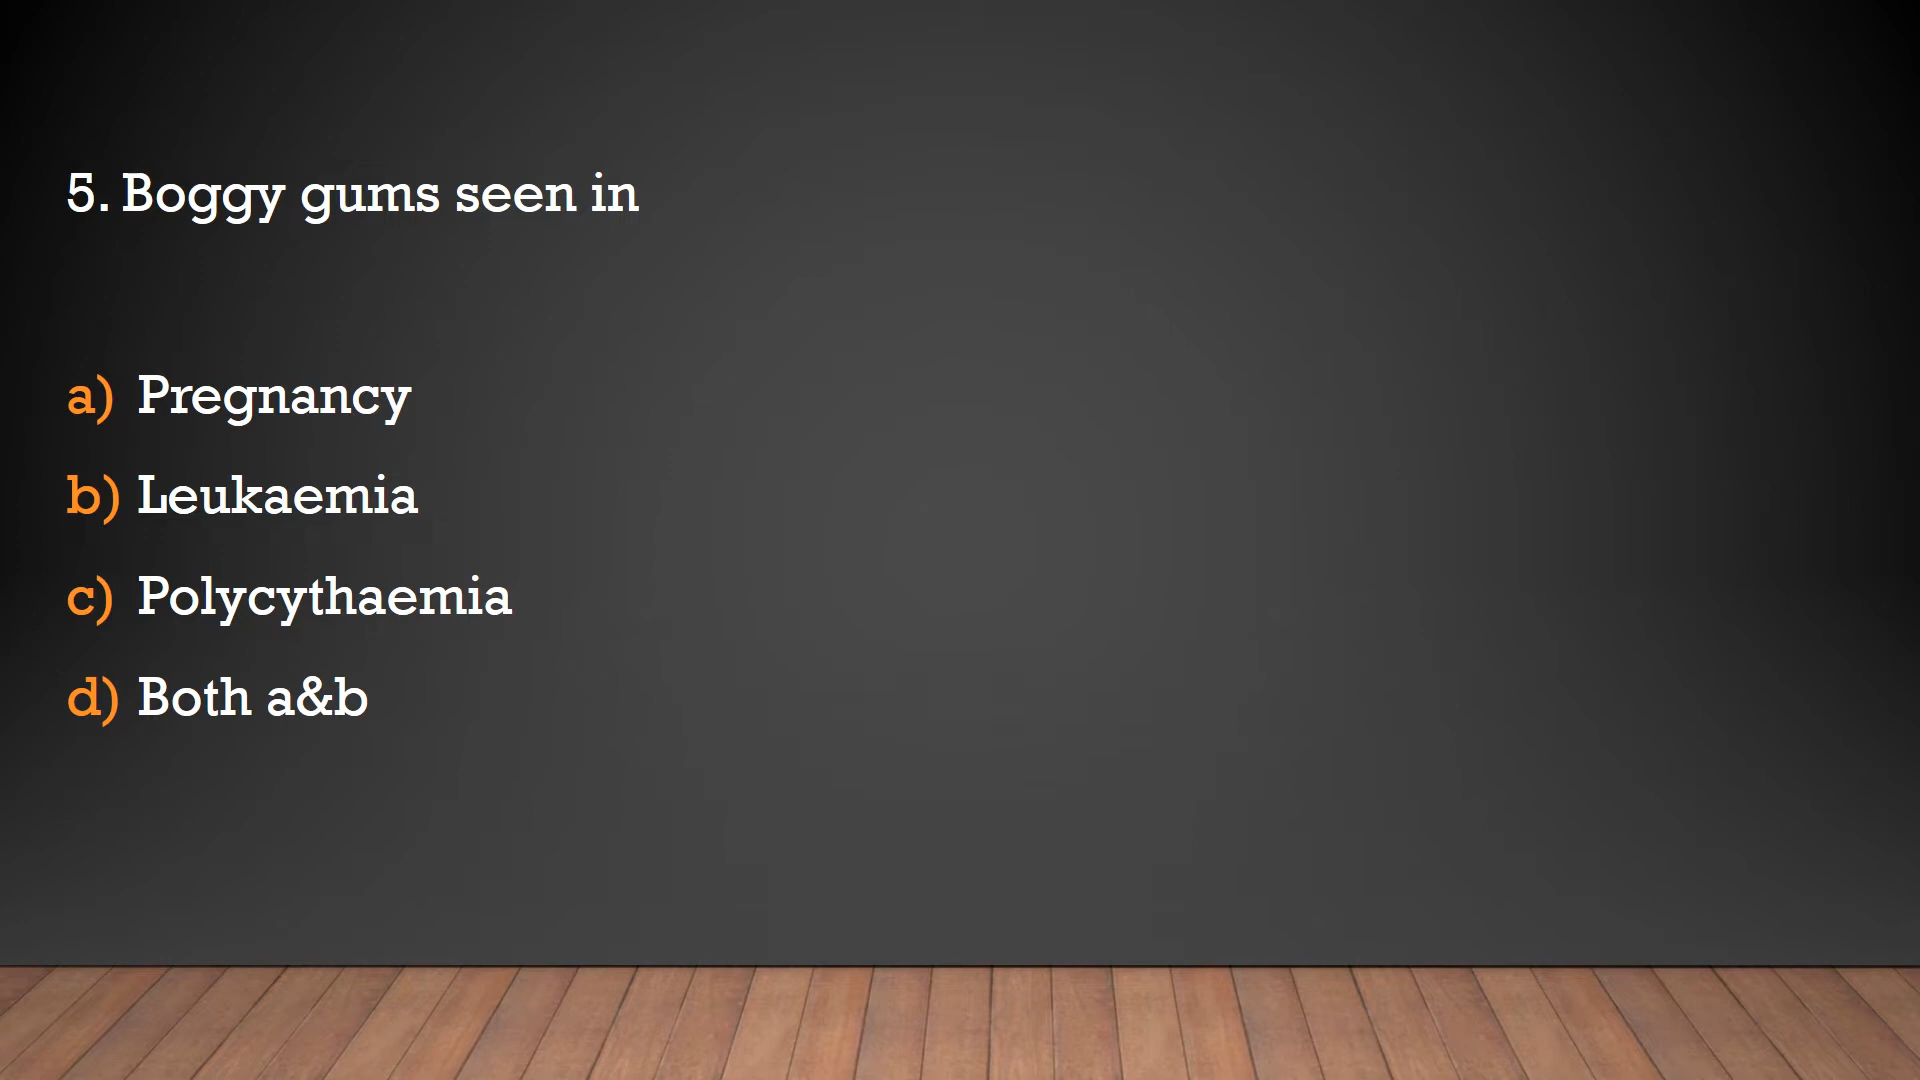 5. Boggy gums seen in
a) Pregnancy
b) Leukaemia
c) Polycythaemia
d) Both a&b